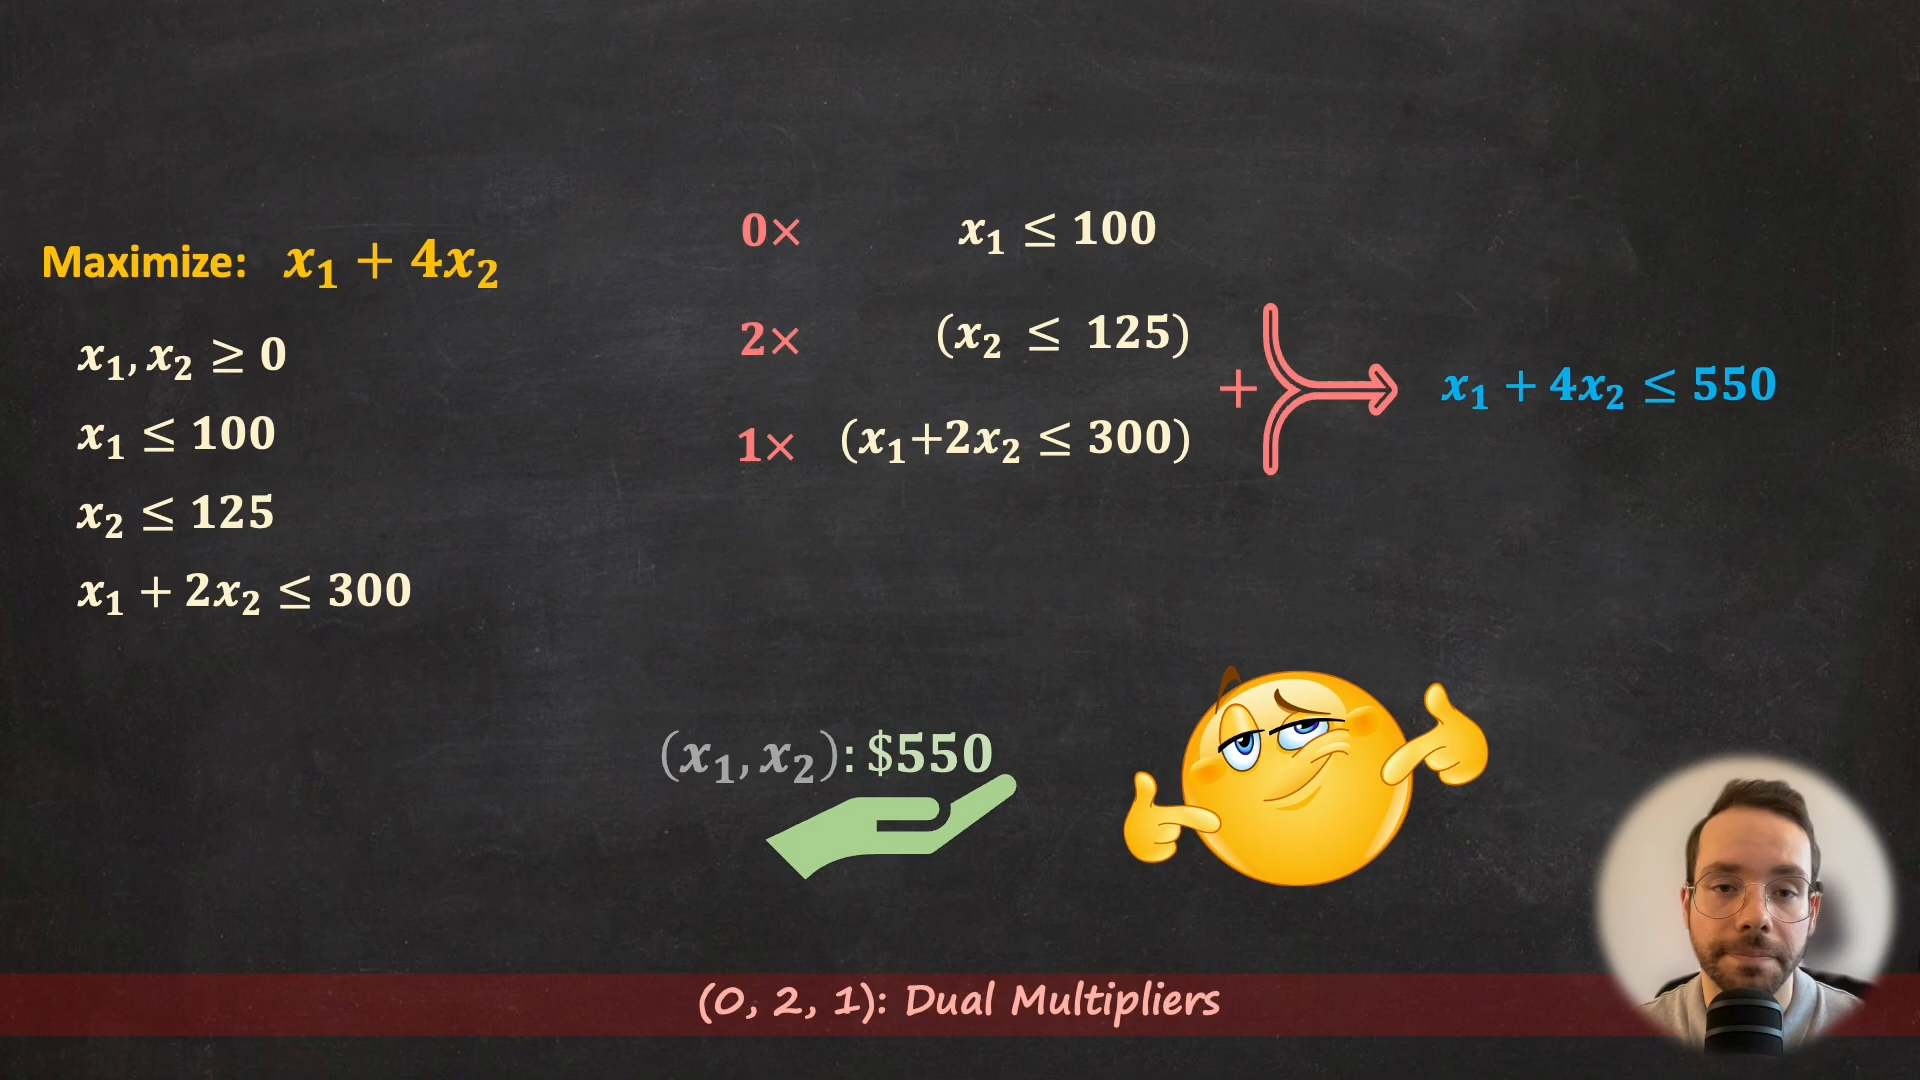 Maximize: x₁ + 4x₂
x₁, x₂ ≥ 0
x₁ ≤ 100
x₂ ≤ 125
x₁ + 2x₂ ≤ 300
0× x₁ ≤ 100
2× (x₂ ≤ 125)
1× (x₁+2x₂ ≤ 300)
+
x₁ + 4x₂ ≤ 550
(x₁, x₂): $550
(0, 2, 1): Dual Multipliers